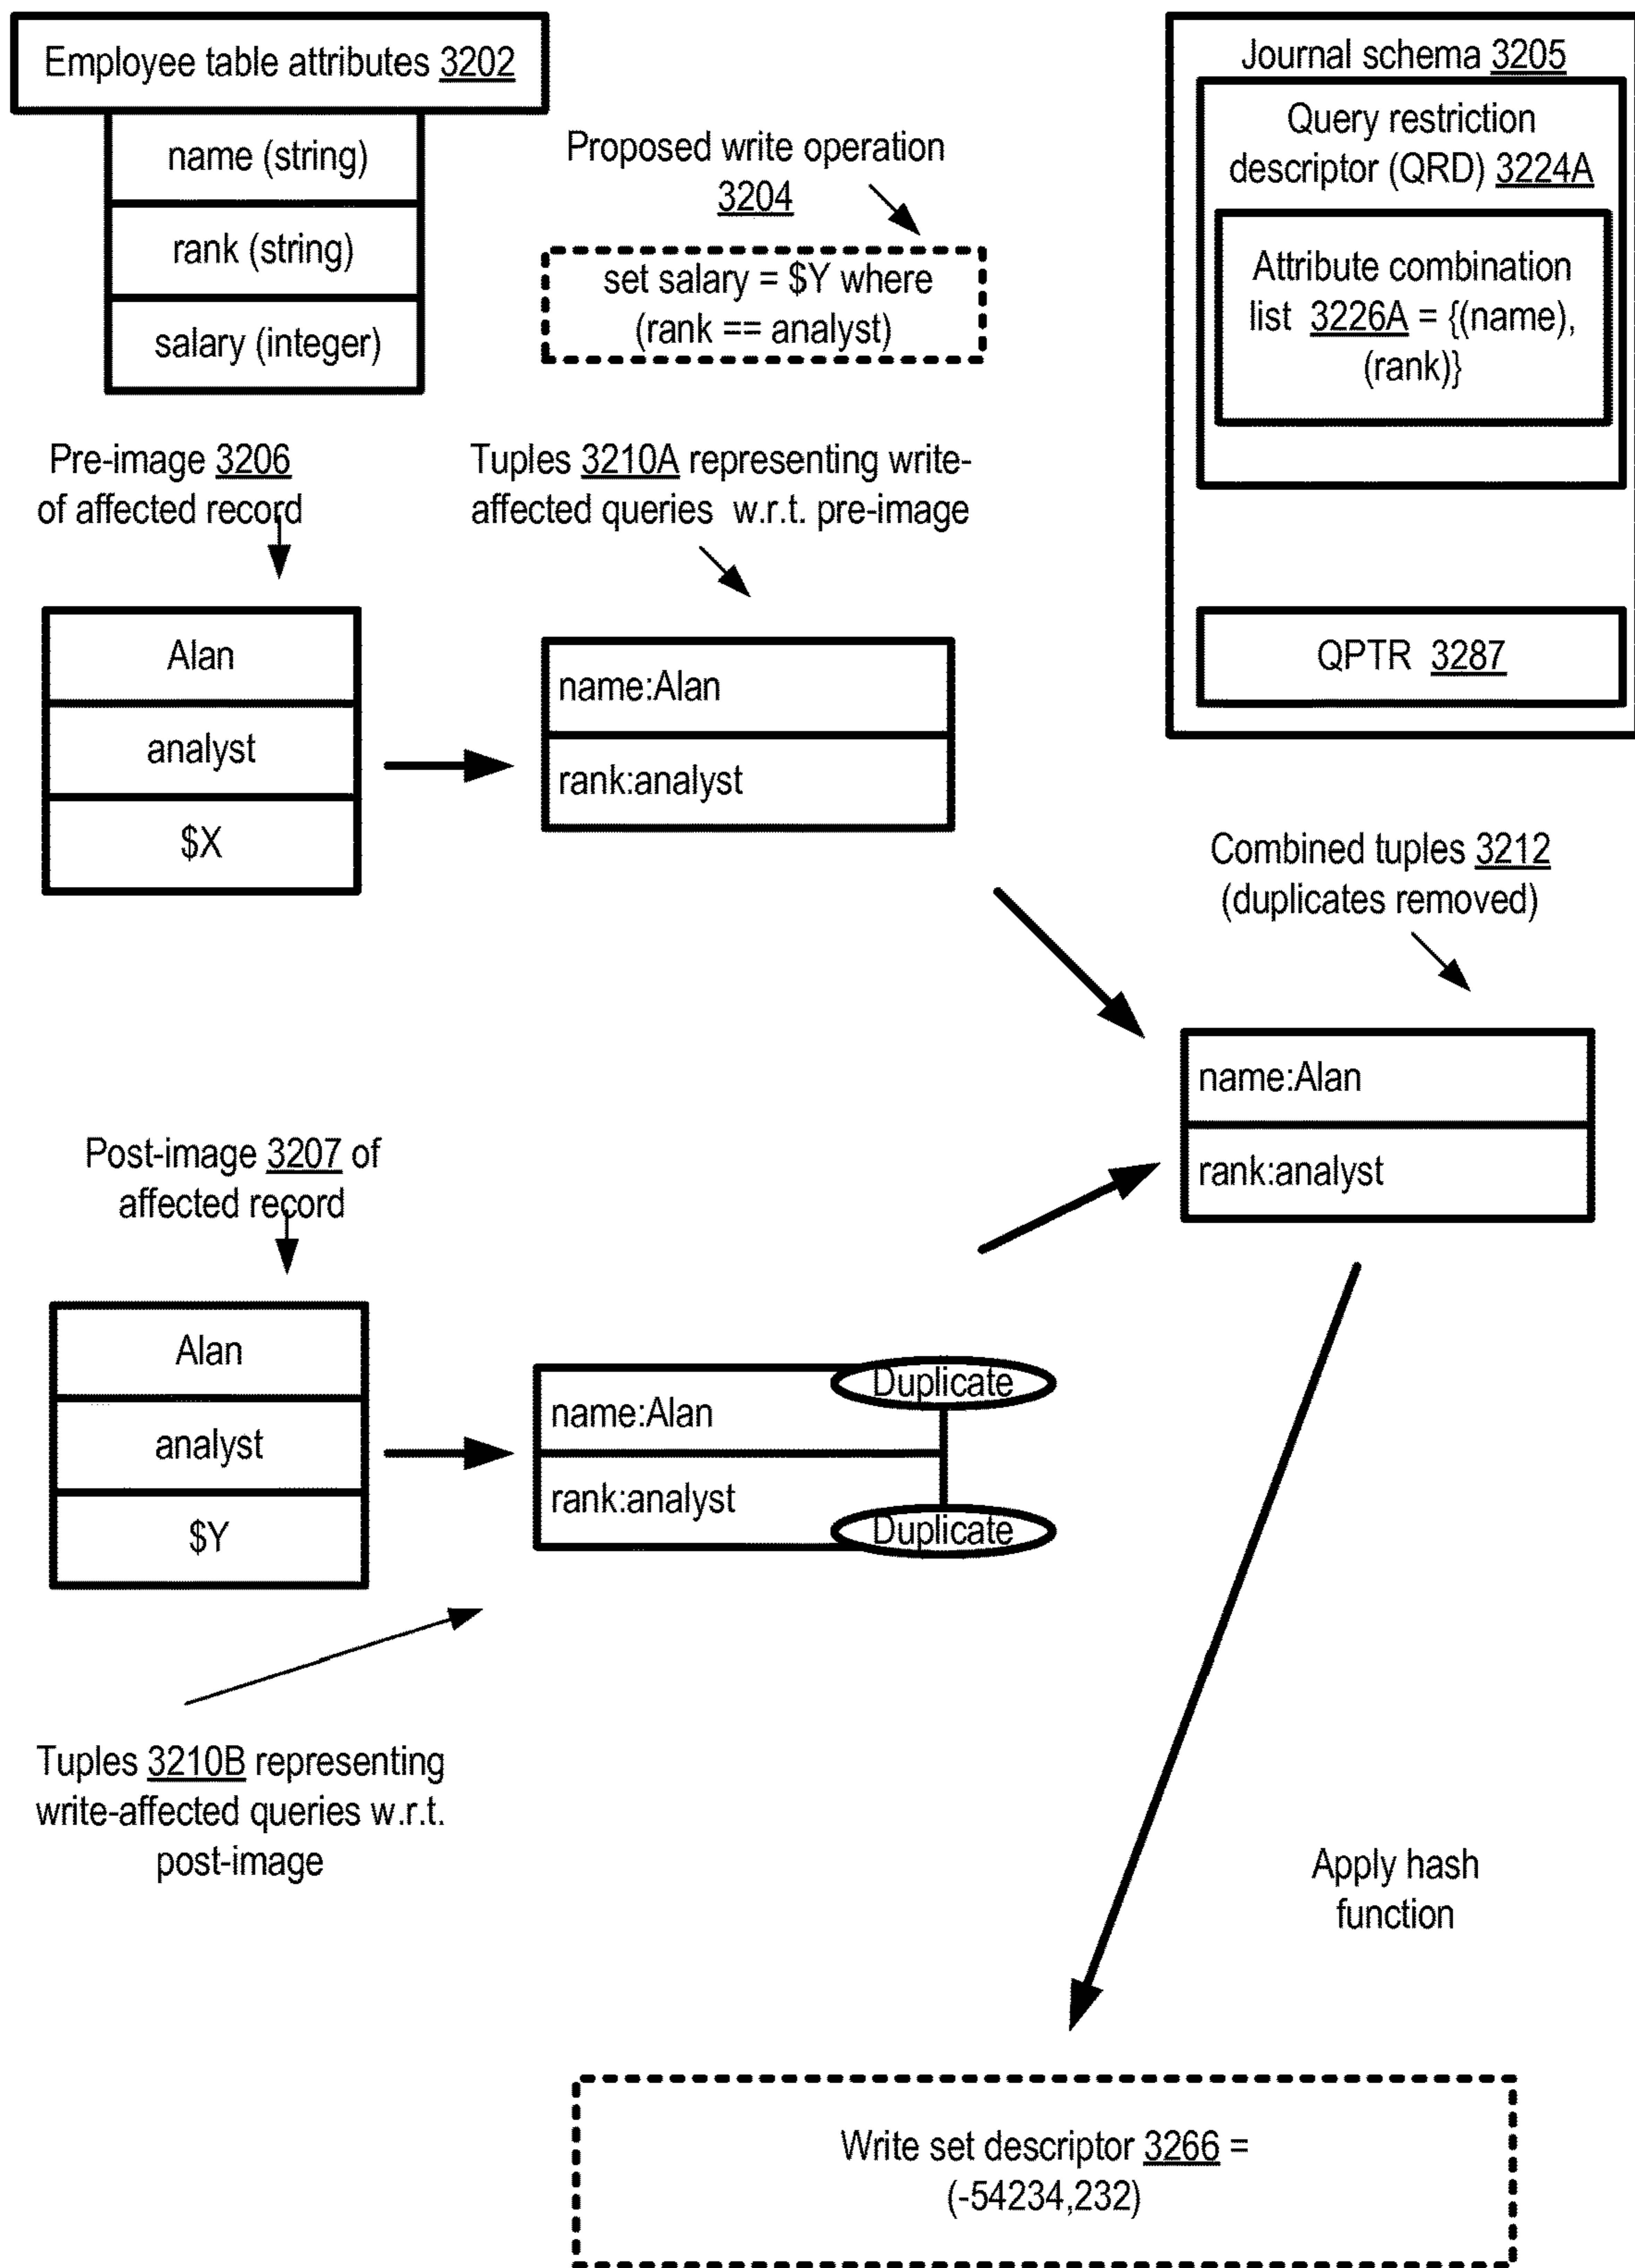 Employee table attributes 3202
name (string)
rank (string)
salary (integer)
Proposed write operation
3204
set salary = $Y where
(rank == analyst)
Journal schema 3205
Query restriction
descriptor (QRD) 3224A
Attribute combination
list 3226A = {(name),
(rank)}
QPTR 3287
Pre-image 3206
of affected record
Alan
analyst
$X
Tuples 3210A representing write-
affected queries w.r.t. pre-image
name:Alan
rank:analyst
Combined tuples 3212
(duplicates removed)
name:Alan
rank:analyst
Post-image 3207 of
affected record
Alan
analyst
$Y
Duplicate
name:Alan
rank:analyst
Duplicate
Tuples 3210B representing
write-affected queries w.r.t.
post-image
Apply hash
function
Write set descriptor 3266 =
(-54234,232)